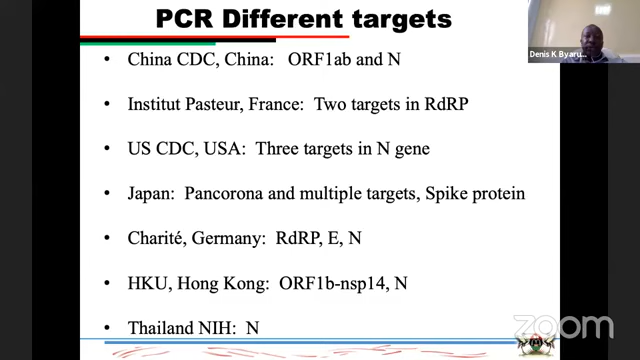 PCR Different targets
Denis K Byaru...
• China CDC, China: ORF1ab and N
• Institut Pasteur, France: Two targets in RdRP
• US CDC, USA: Three targets in N gene
• Japan: Pancorona and multiple targets, Spike protein
• Charité, Germany: RdRP, E, N
• HKU, Hong Kong: ORF1b-nsp14, N
• Thailand NIH: N
zoom